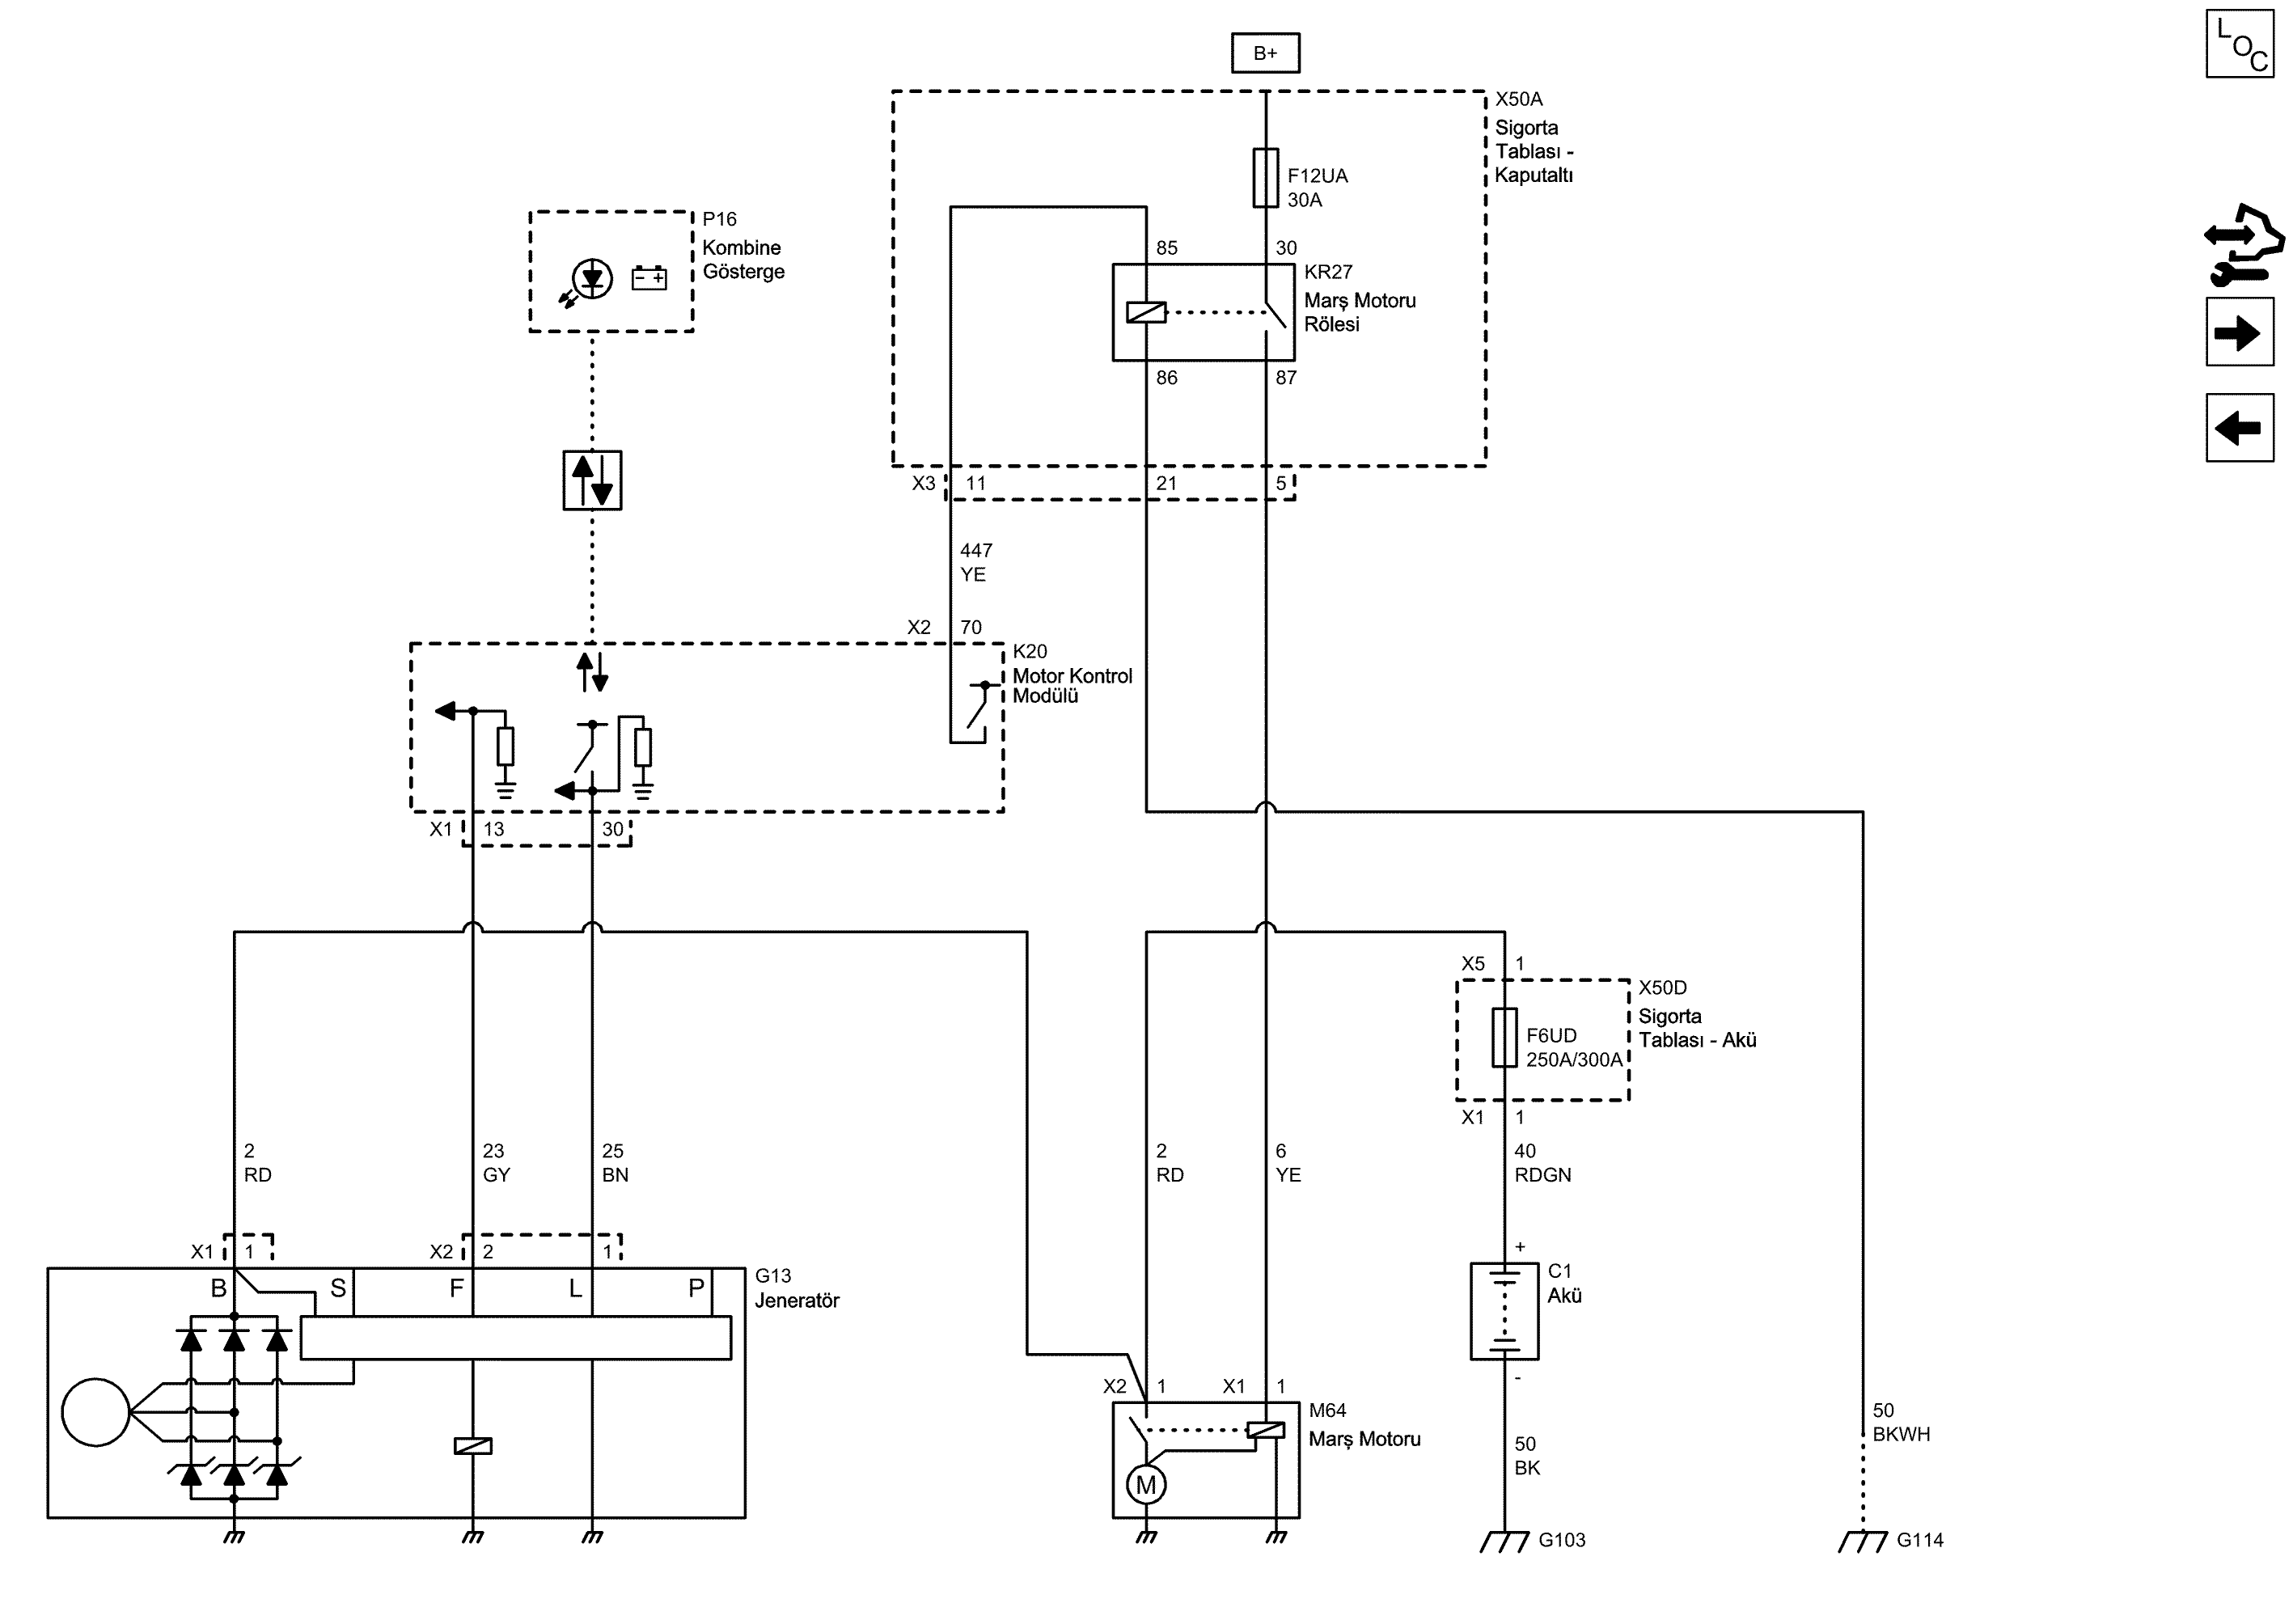 B+
L
O
C
X50A
Sigorta
Tablası -
Kaputaltı
F12UA
30A
P16
Kombine
Gösterge
- +
85
30
KR27
Marş Motoru
Rölesi
86
87
X3
11
21
5
447
YE
X2
70
K20
Motor Kontrol
Modülü
X1
13
30
X5
1
X50D
Sigorta
Tablası - Akü
F6UD
250A/300A
X1
1
2
RD
23
GY
25
BN
2
RD
6
YE
40
RDGN
X1
1
X2
2
1
+
B
S
F
L
P
G13
Jeneratör
C1
Akü
-
X2
1
X1
1
M64
Marş Motoru
M
50
BK
50
BKWH
G103
G114